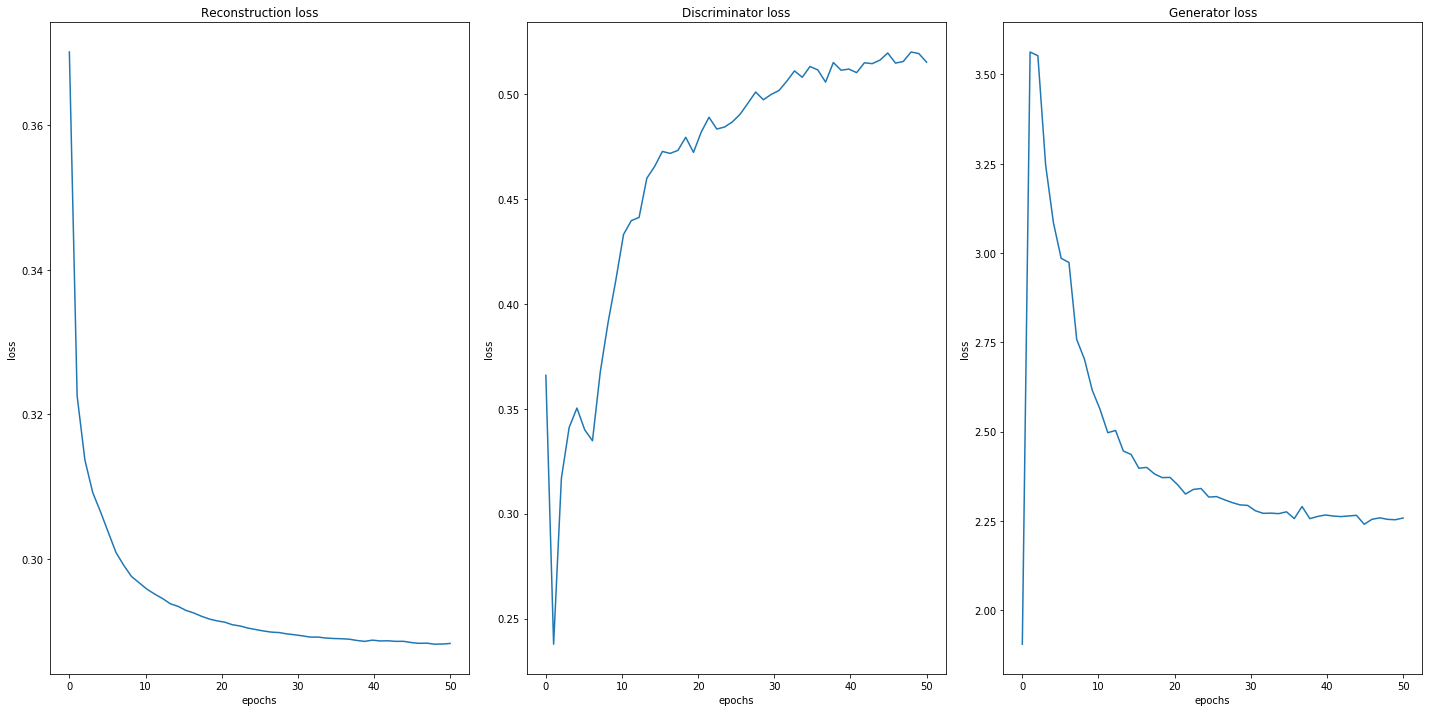 Reconstruction loss
loss
0.36
0.34
0.32
0.30
0 10 20 30 40 50
epochs
Discriminator loss
loss
0.50
0.45
0.40
0.35
0.30
0.25
0 10 20 30 40 50
epochs
Generator loss
loss
3.50
3.25
3.00
2.75
2.50
2.25
2.00
0 10 20 30 40 50
epochs